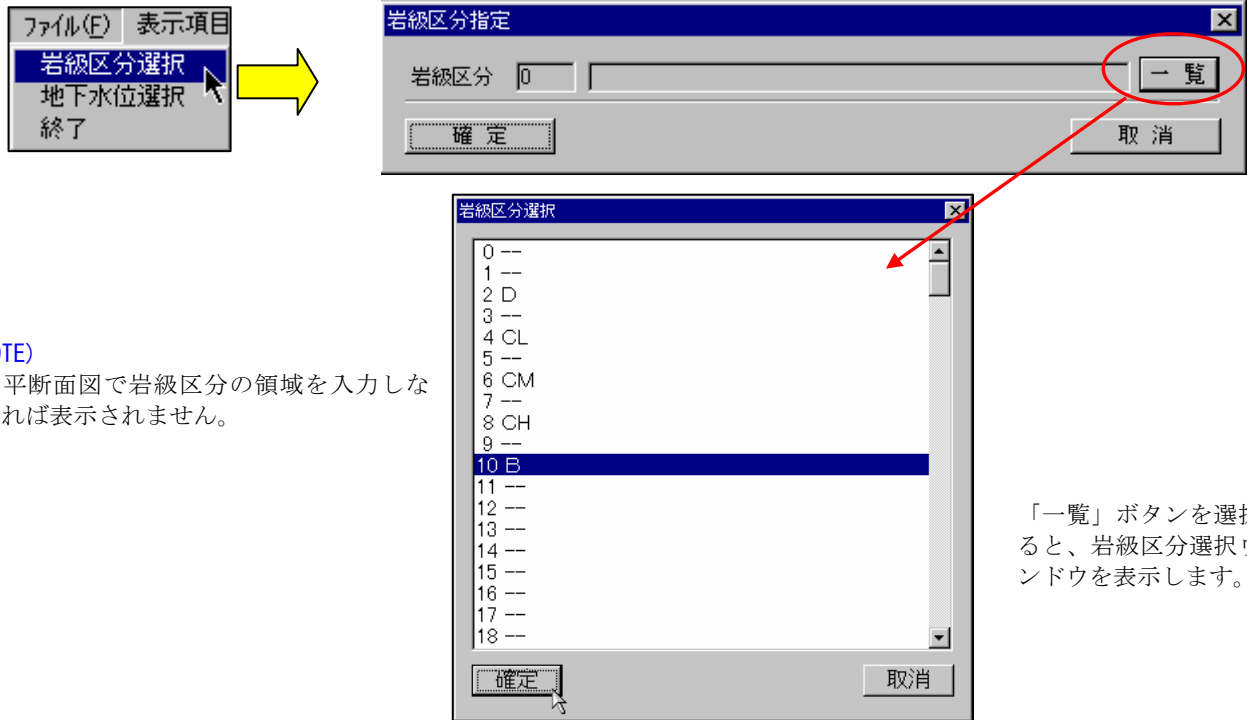 ファイル(F) 表示項目
岩級区分選択
地下水位選択
終了
岩級区分指定
岩級区分 0 一 覧
確 定 取 消
岩級区分選択
0 --
1 --
2 D
3 --
4 CL
5 --
6 CM
7 --
8 CH
9 --
10 B
11 --
12 --
13 --
14 --
15 --
16 --
17 --
18 --
確定 取消
TE)
平断面図で岩級区分の領域を入力しな
れば表示されません。
「一覧」ボタンを選択
ると、岩級区分選択ウ
ンドウを表示します。